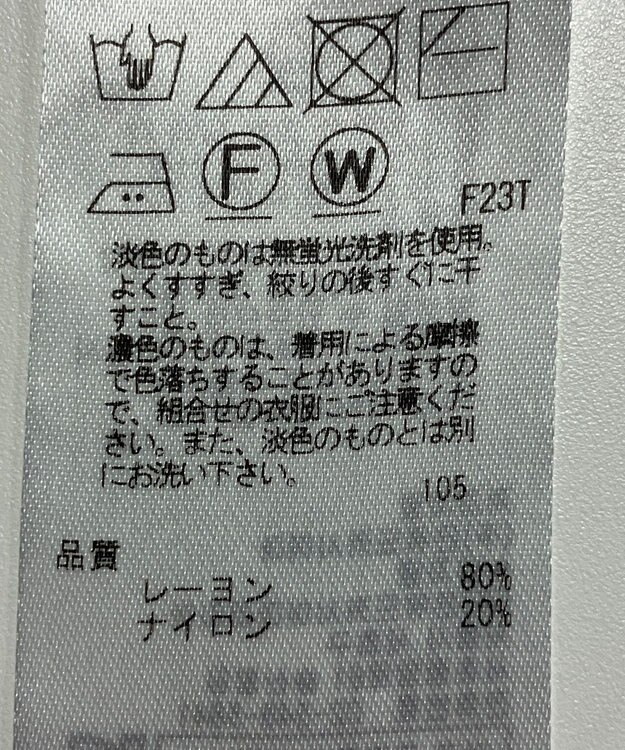 F
W
F23T
淡色のものは無蛍光洗剤を使用。
よくすすぎ、絞りの後すぐに干
すこと。
濃色のものは、着用による摩擦
で色落ちすることがありますの
で、組合せの衣服にご注意くだ
さい。また、淡色のものとは別
にお洗い下さい。
105
品質
レーヨン 80%
ナイロン 20%